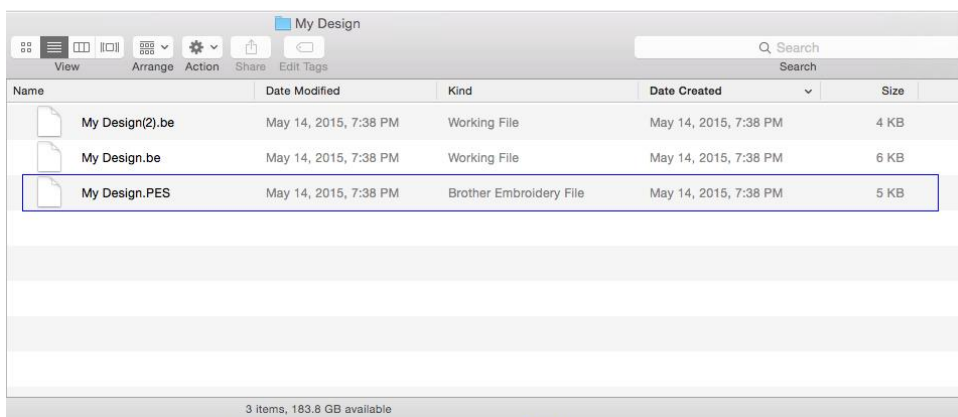 My Design
Search
View Arrange Action Share Edit Tags Search
Name Date Modified Kind Date Created Size
My Design(2).be May 14, 2015, 7:38 PM Working File May 14, 2015, 7:38 PM 4 KB
My Design.be May 14, 2015, 7:38 PM Working File May 14, 2015, 7:38 PM 6 KB
My Design.PES May 14, 2015, 7:38 PM Brother Embroidery File May 14, 2015, 7:38 PM 5 KB
3 items, 183.8 GB available